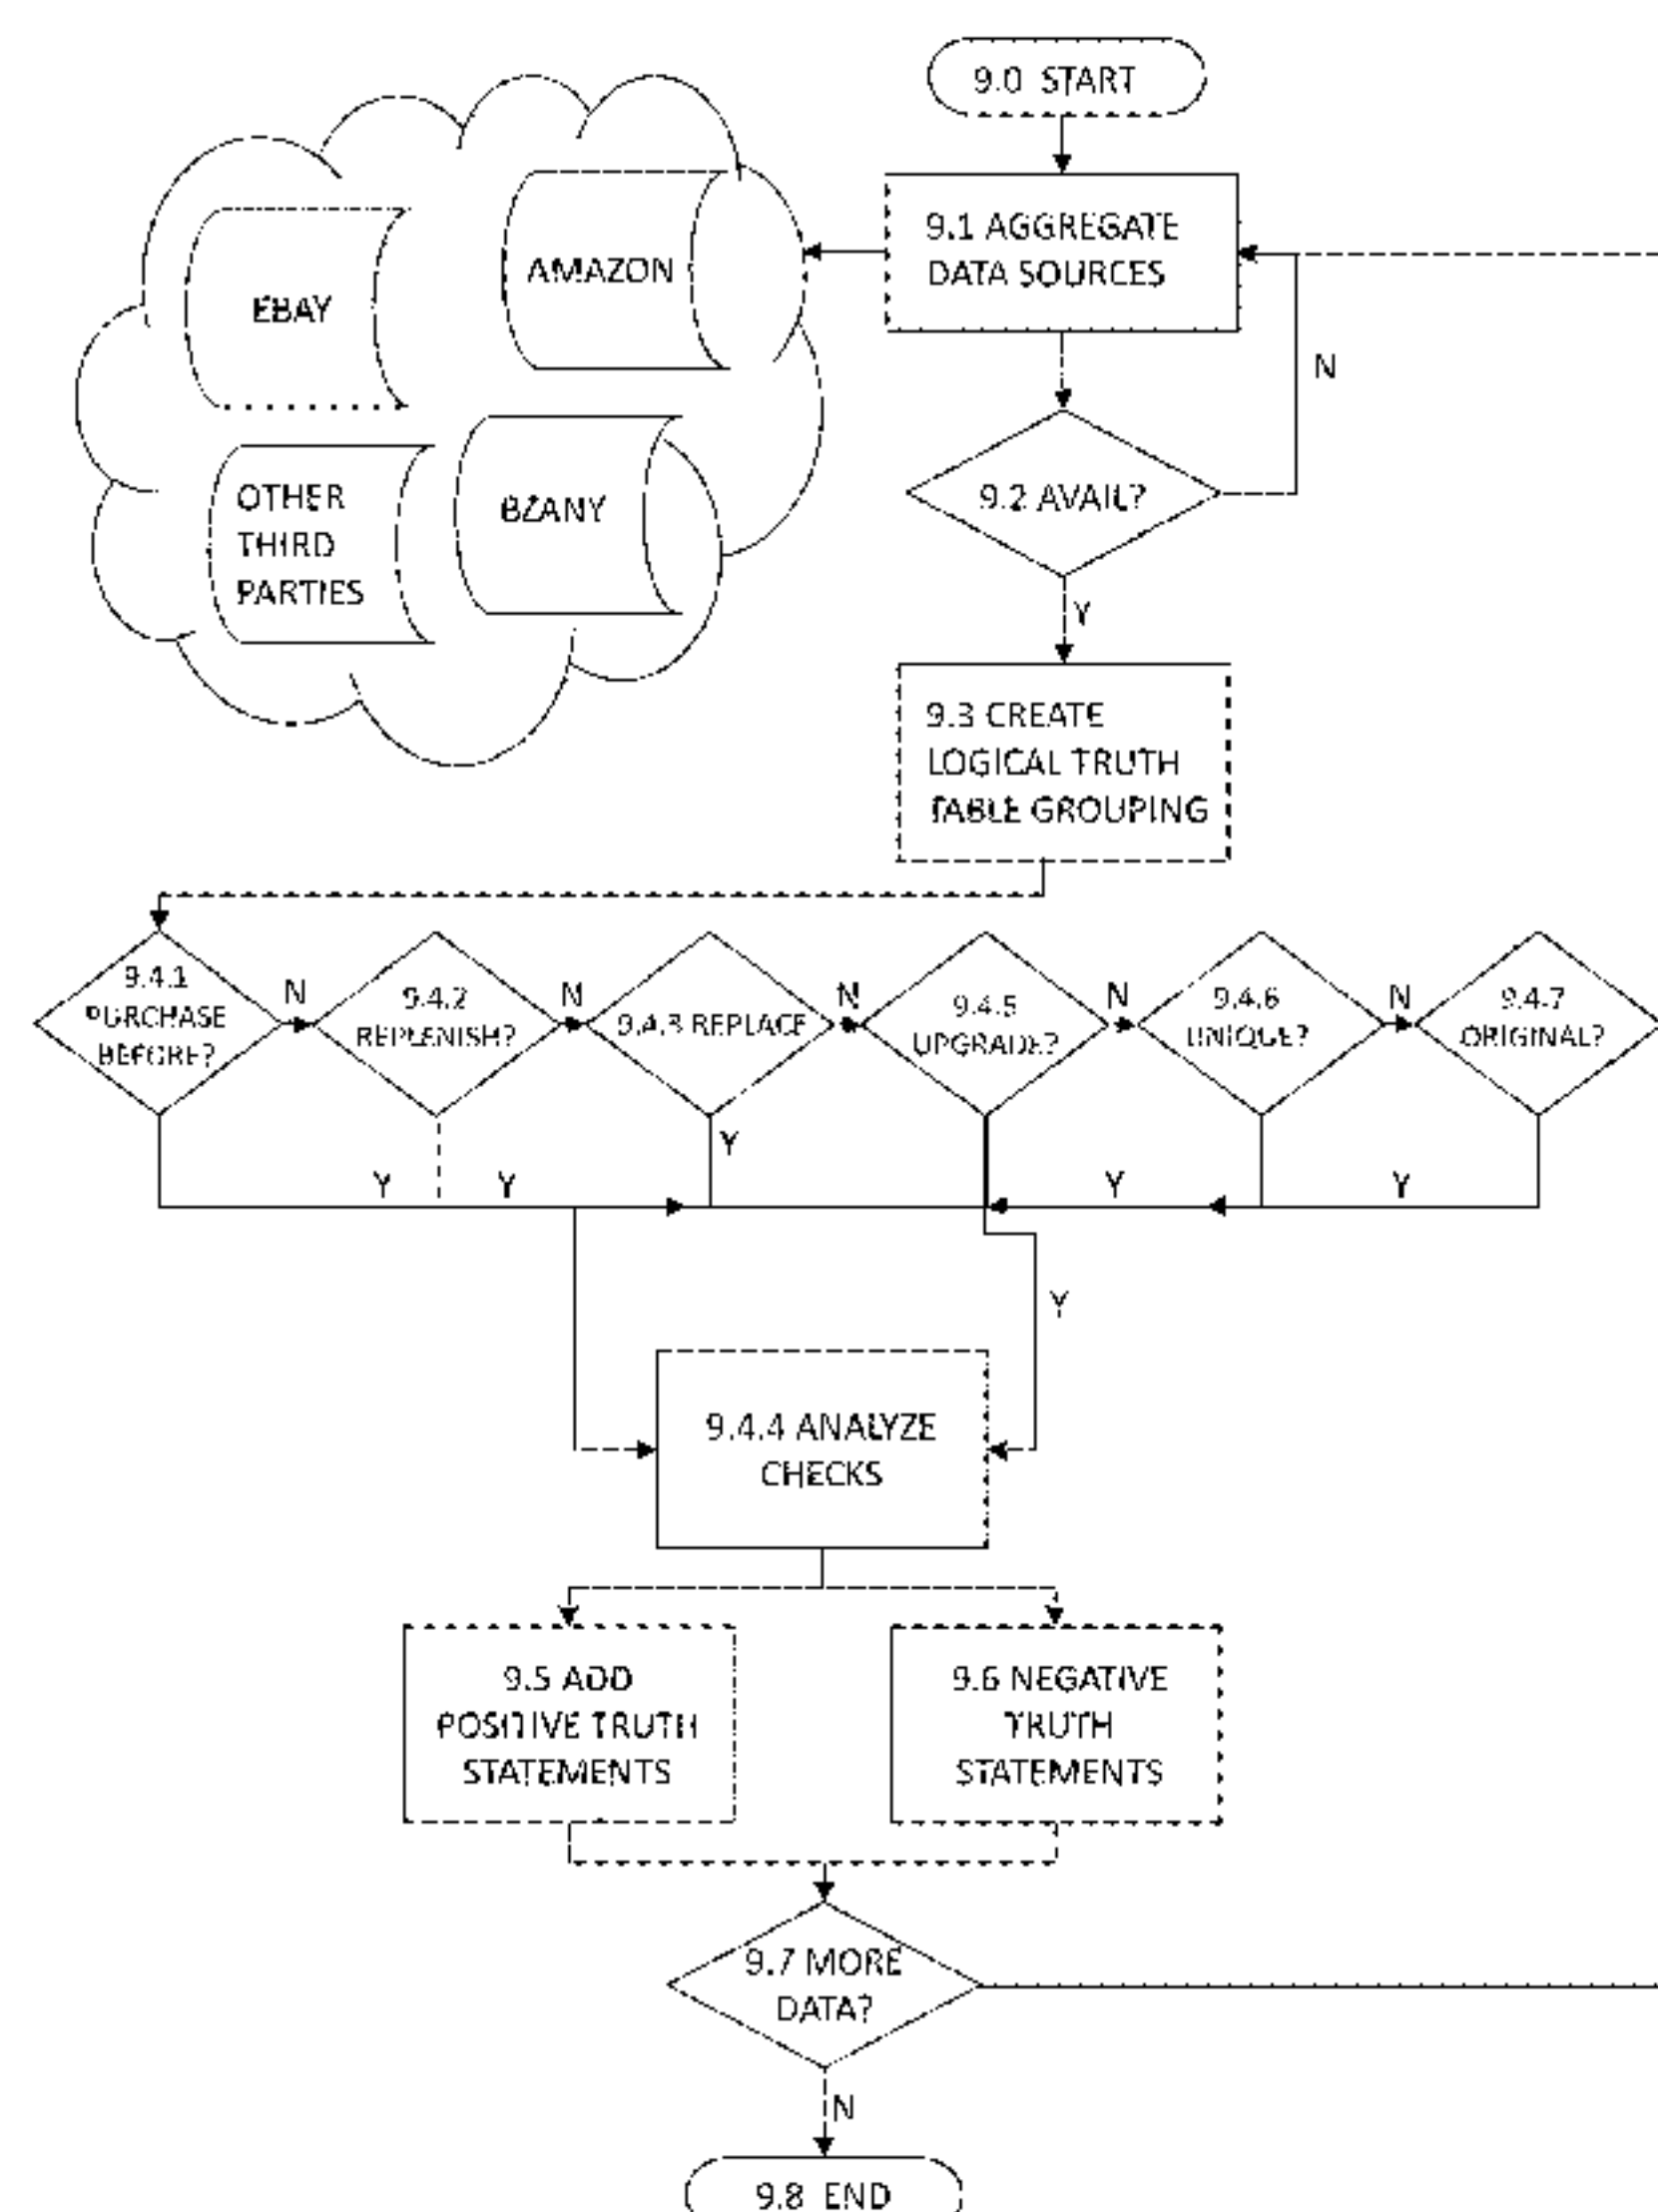 9.0 START
9.1 AGGREGATE
DATA SOURCES
AMAZON
EBAY
OTHER
THIRD
PARTIES
BZANY
N
9.2 AVAIL?
Y
9.3 CREATE
LOGICAL TRUTH
TABLE GROUPING
9.4.1
PURCHASE
BEFORE?
N
9.4.2
REPLENISH?
N
9.4.3 REPLACE
N
9.4.5
UPGRADE?
N
9.4.6
UNIQUE?
N
9.4.7
ORIGINAL?
Y
Y
Y
Y
Y
Y
9.4.4 ANALYZE
CHECKS
9.5 ADD
POSITIVE TRUTH
STATEMENTS
9.6 NEGATIVE
TRUTH
STATEMENTS
9.7 MORE
DATA?
N
9.8 END